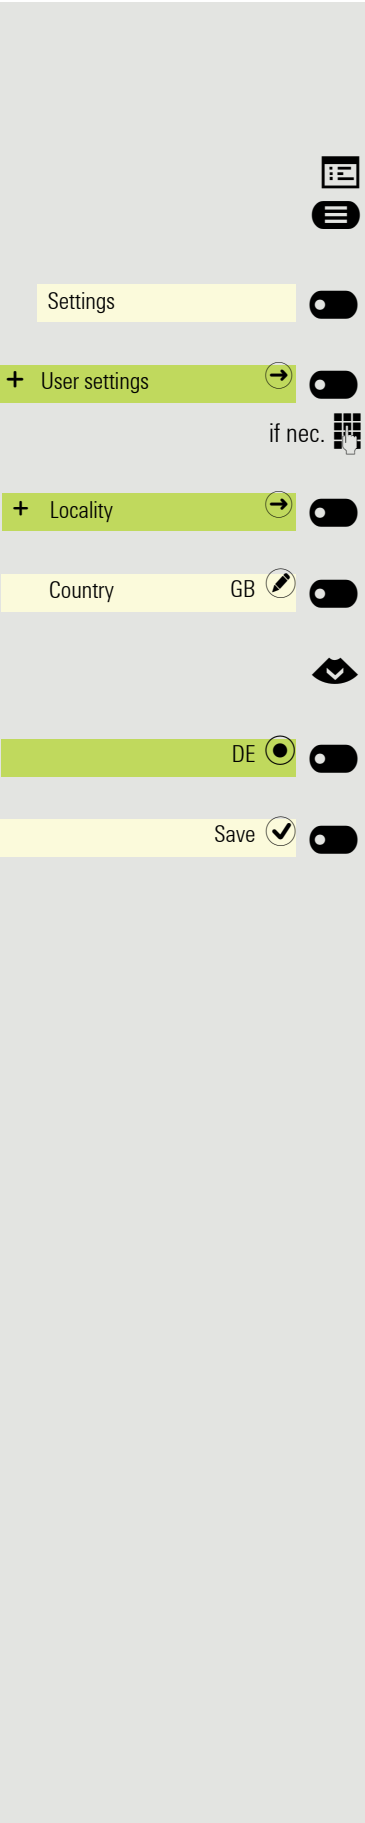 Settings
+ User settings
if nec.
+ Locality
Country GB
DE
Save